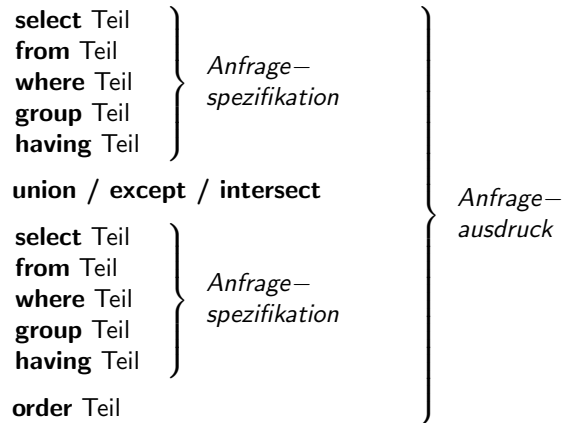 select Teil
from Teil
where Teil
group Teil
having Teil
Anfrage–
spezifikation
union / except / intersect
select Teil
from Teil
where Teil
group Teil
having Teil
Anfrage–
spezifikation
order Teil
Anfrage–
ausdruck